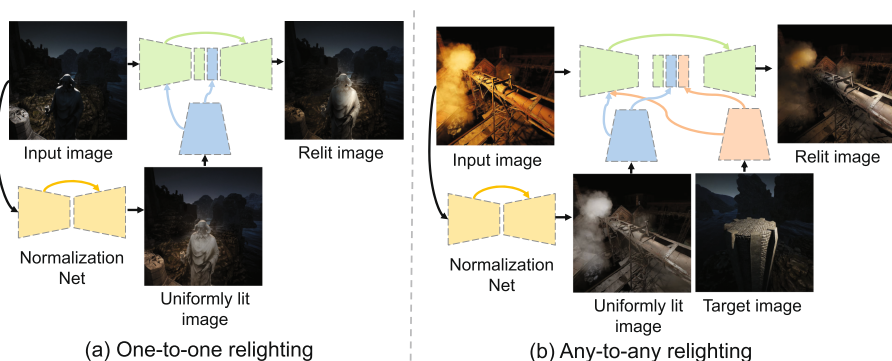 Input image
Relit image
Normalization
Net
Uniformly lit
image
(a) One-to-one relighting
Input image
Relit image
Normalization
Net
Uniformly lit
image
Target image
(b) Any-to-any relighting